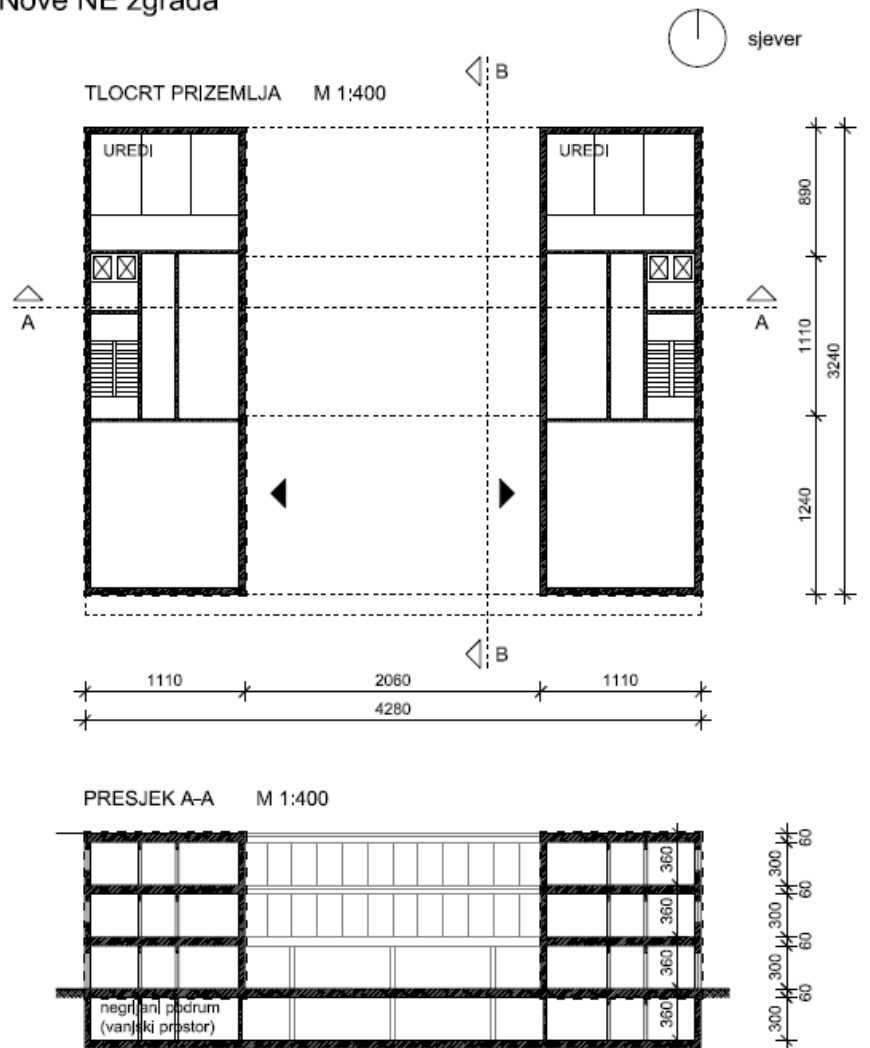 Nove NE zgrada
sjever
B
TLOCRT PRIZEMLJA M 1:400
UREDI
UREDI
890
1110
3240
1240
A
A
B
1110
2060
1110
4280
PRESJEK A-A M 1:400
360
300
60
60
360
300
60
360
300
60
negrijani podrum
(vanjski prostor)
360
300